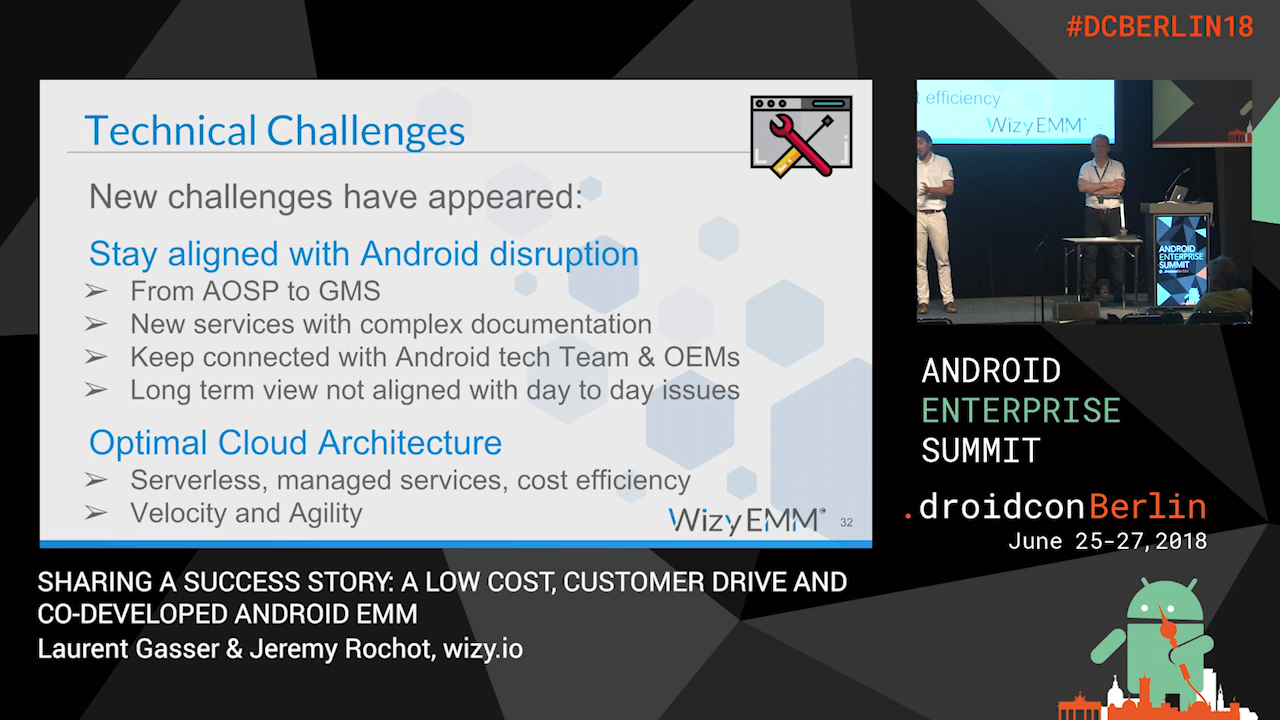 #DCBERLIN18
Technical Challenges
New challenges have appeared:
Stay aligned with Android disruption
➢ From AOSP to GMS
➢ New services with complex documentation
➢ Keep connected with Android tech Team & OEMs
➢ Long term view not aligned with day to day issues
Optimal Cloud Architecture
➢ Serverless, managed services, cost efficiency
➢ Velocity and Agility
WizyEMM
32
efficiency
WizyEMM
ANDROID
ENTERPRISE
SUMMIT
ANDROID
ENTERPRISE
SUMMIT
.droidconBerlin
June 25-27, 2018
SHARING A SUCCESS STORY: A LOW COST, CUSTOMER DRIVE AND
CO-DEVELOPED ANDROID EMM
Laurent Gasser & Jeremy Rochot, wizy.io